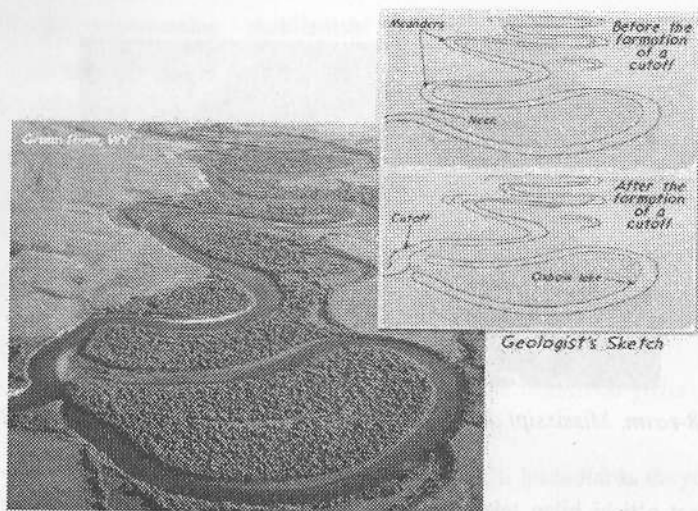 Meanders
Before the
formation
of a
cutoff
Neck
Green River, WY
After the
formation
of a
cutoff
Cutoff
Oxbow lake
Geologist's Sketch